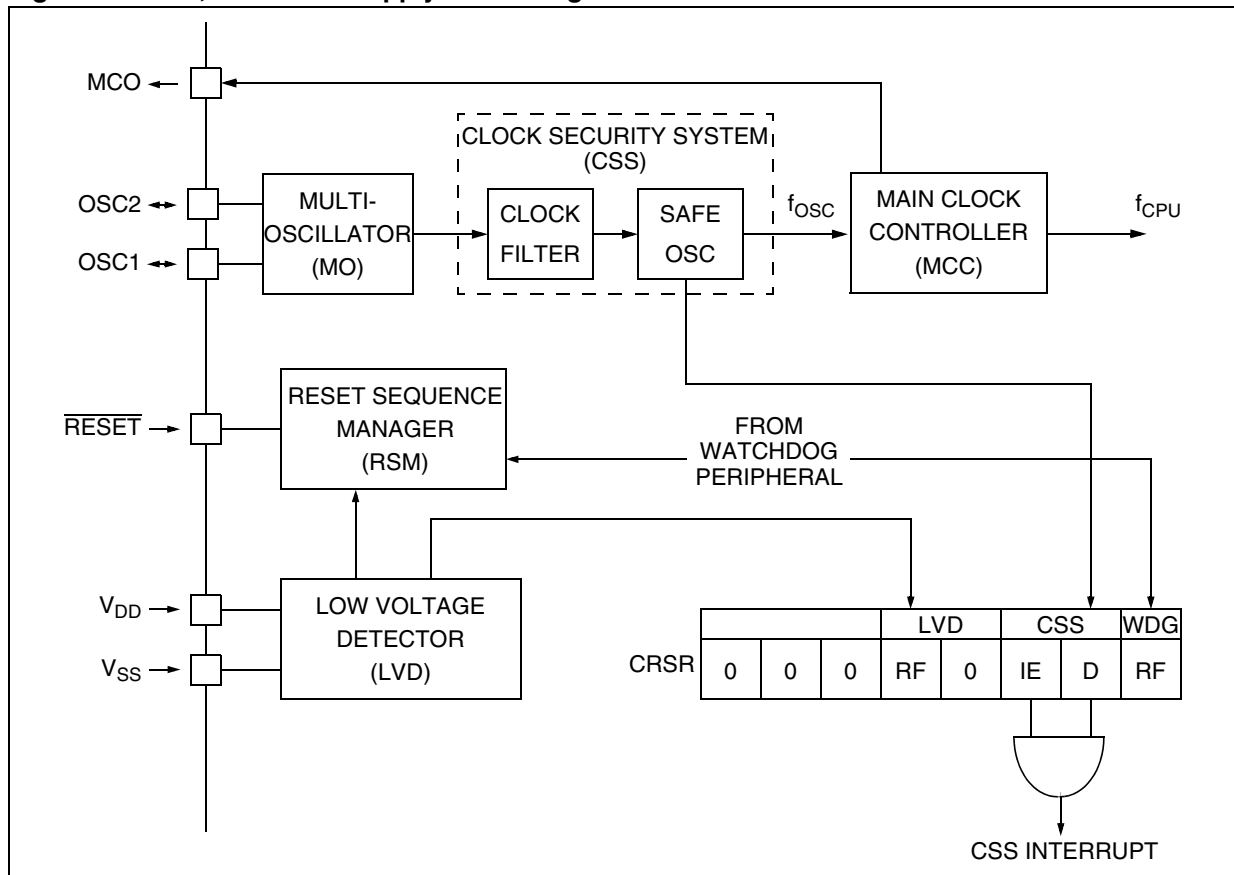 MCO
CLOCK SECURITY SYSTEM
(CSS)
OSC2
OSC1
MULTI-
OSCILLATOR
(MO)
CLOCK
FILTER
SAFE
OSC
fOSC
MAIN CLOCK
CONTROLLER
(MCC)
fCPU
RESET
RESET SEQUENCE
MANAGER
(RSM)
FROM
WATCHDOG
PERIPHERAL
VDD
VSS
LOW VOLTAGE
DETECTOR
(LVD)
LVD CSS WDG
CRSR 0 0 0 RF 0 IE D RF
CSS INTERRUPT